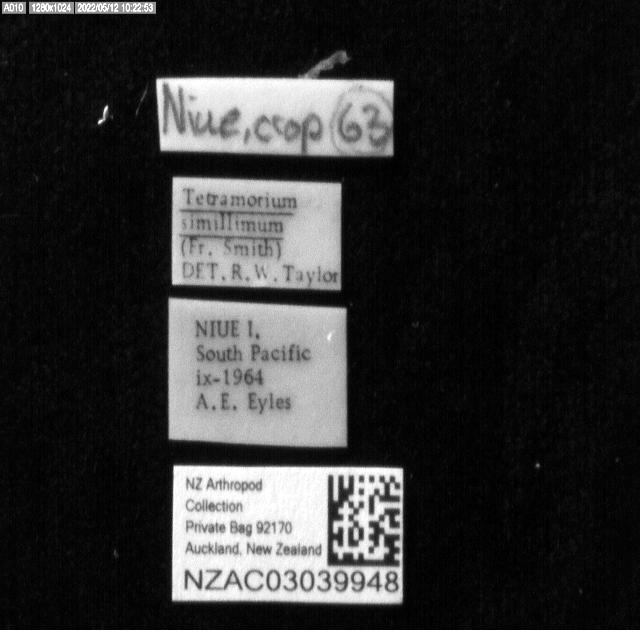 A010 1280x1024 2022/05/12 10:22:53
Niue, crop 63
Tetramorium
simillimum
(Fr. Smith)
DET. R. W. Taylor
NIUE I.
South Pacific
ix-1964
A. E. Eyles
NZ Arthropod
Collection
Private Bag 92170
Auckland, New Zealand
NZAC03039948